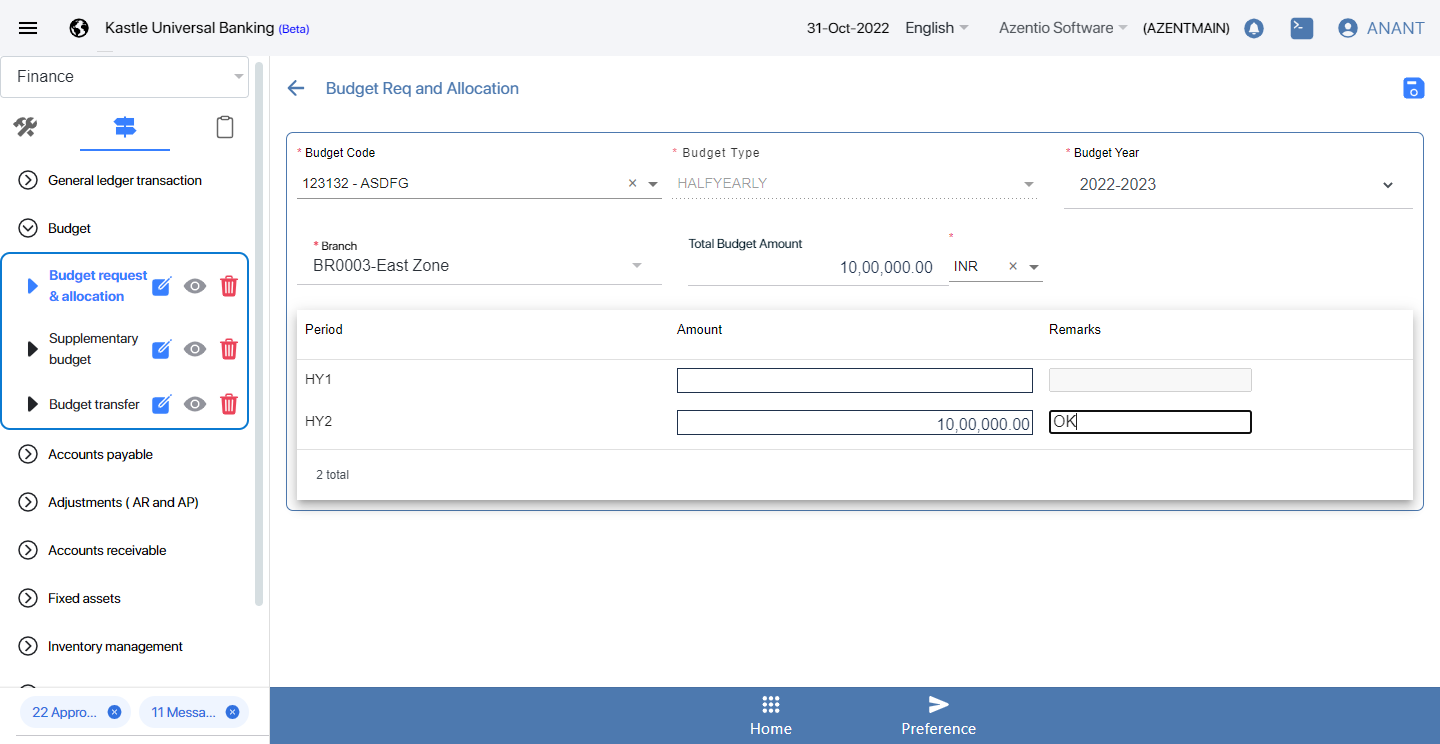 Kastle Universal Banking (Beta)
31-Oct-2022 English Azentio Software (AZENTMAIN) ANANT
Finance
General ledger transaction
Budget
Budget request
& allocation
Supplementary
budget
Budget transfer
Accounts payable
Adjustments ( AR and AP)
Accounts receivable
Fixed assets
Inventory management
22 Appro...
11 Messa...
Budget Req and Allocation
* Budget Code
123132 - ASDFG
* Budget Type
HALFYEARLY
* Budget Year
2022-2023
* Branch
BR0003-East Zone
Total Budget Amount
10,00,000.00
*
INR
Period Amount Remarks
HY1
HY2 10,00,000.00 OK
2 total
Home
Preference